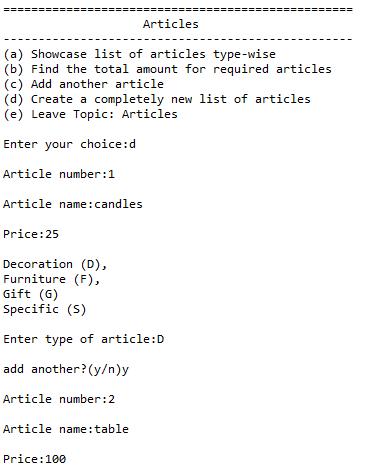 ==================================================
Articles
--------------------------------------------------
(a) Showcase list of articles type-wise
(b) Find the total amount for required articles
(c) Add another article
(d) Create a completely new list of articles
(e) Leave Topic: Articles
Enter your choice:d
Article number:1
Article name:candles
Price:25
Decoration (D),
Furniture (F),
Gift (G)
Specific (S)
Enter type of article:D
add another?(y/n)y
Article number:2
Article name:table
Price:100